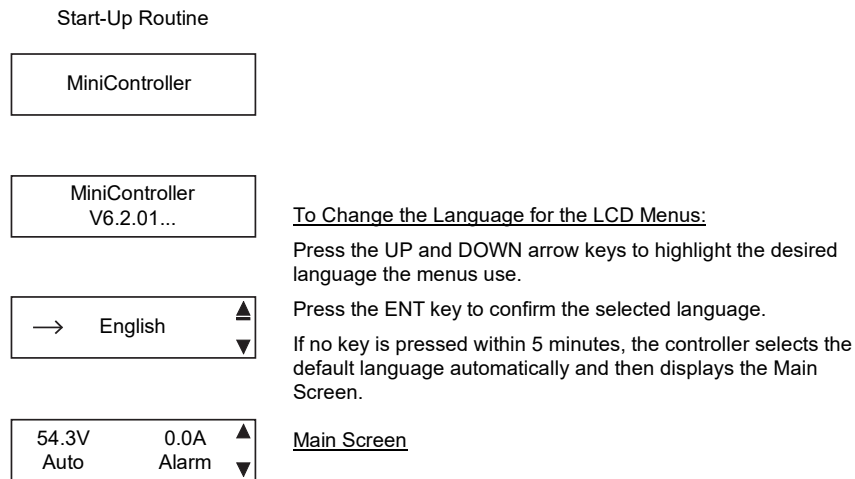 Start-Up Routine
MiniController
MiniController
V6.2.01...
To Change the Language for the LCD Menus:
Press the UP and DOWN arrow keys to highlight the desired
language the menus use.
→ English
Press the ENT key to confirm the selected language.
If no key is pressed within 5 minutes, the controller selects the
default language automatically and then displays the Main
Screen.
54.3V 0.0A
Auto Alarm
Main Screen